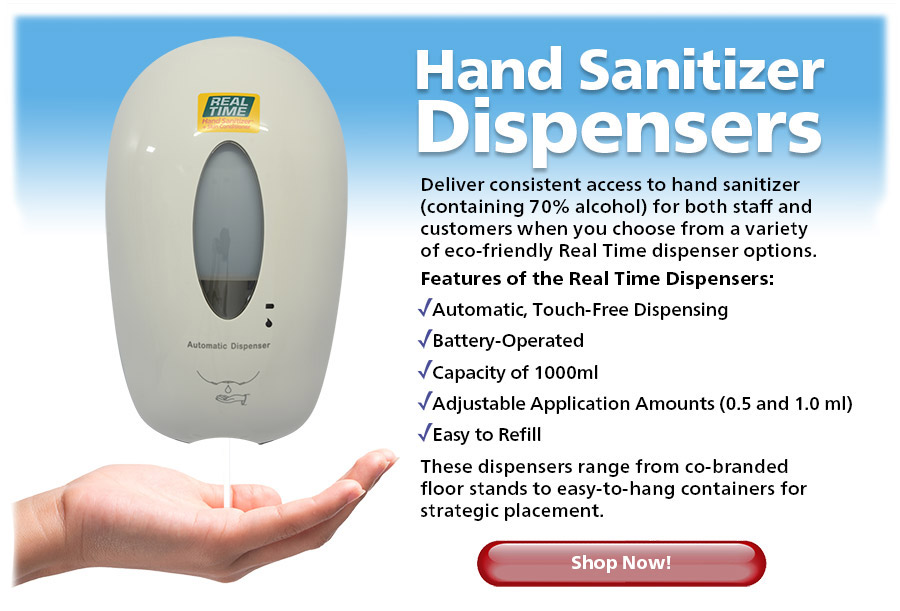 REAL
TIME
Hand Sanitizer
+ Skin Conditioner
Automatic Dispenser
Hand Sanitizer
Dispensers
Deliver consistent access to hand sanitizer
(containing 70% alcohol) for both staff and
customers when you choose from a variety
of eco-friendly Real Time dispenser options.
Features of the Real Time Dispensers:
✓Automatic, Touch-Free Dispensing
✓Battery-Operated
✓Capacity of 1000ml
✓Adjustable Application Amounts (0.5 and 1.0 ml)
✓Easy to Refill
These dispensers range from co-branded
floor stands to easy-to-hang containers for
strategic placement.
Shop Now!